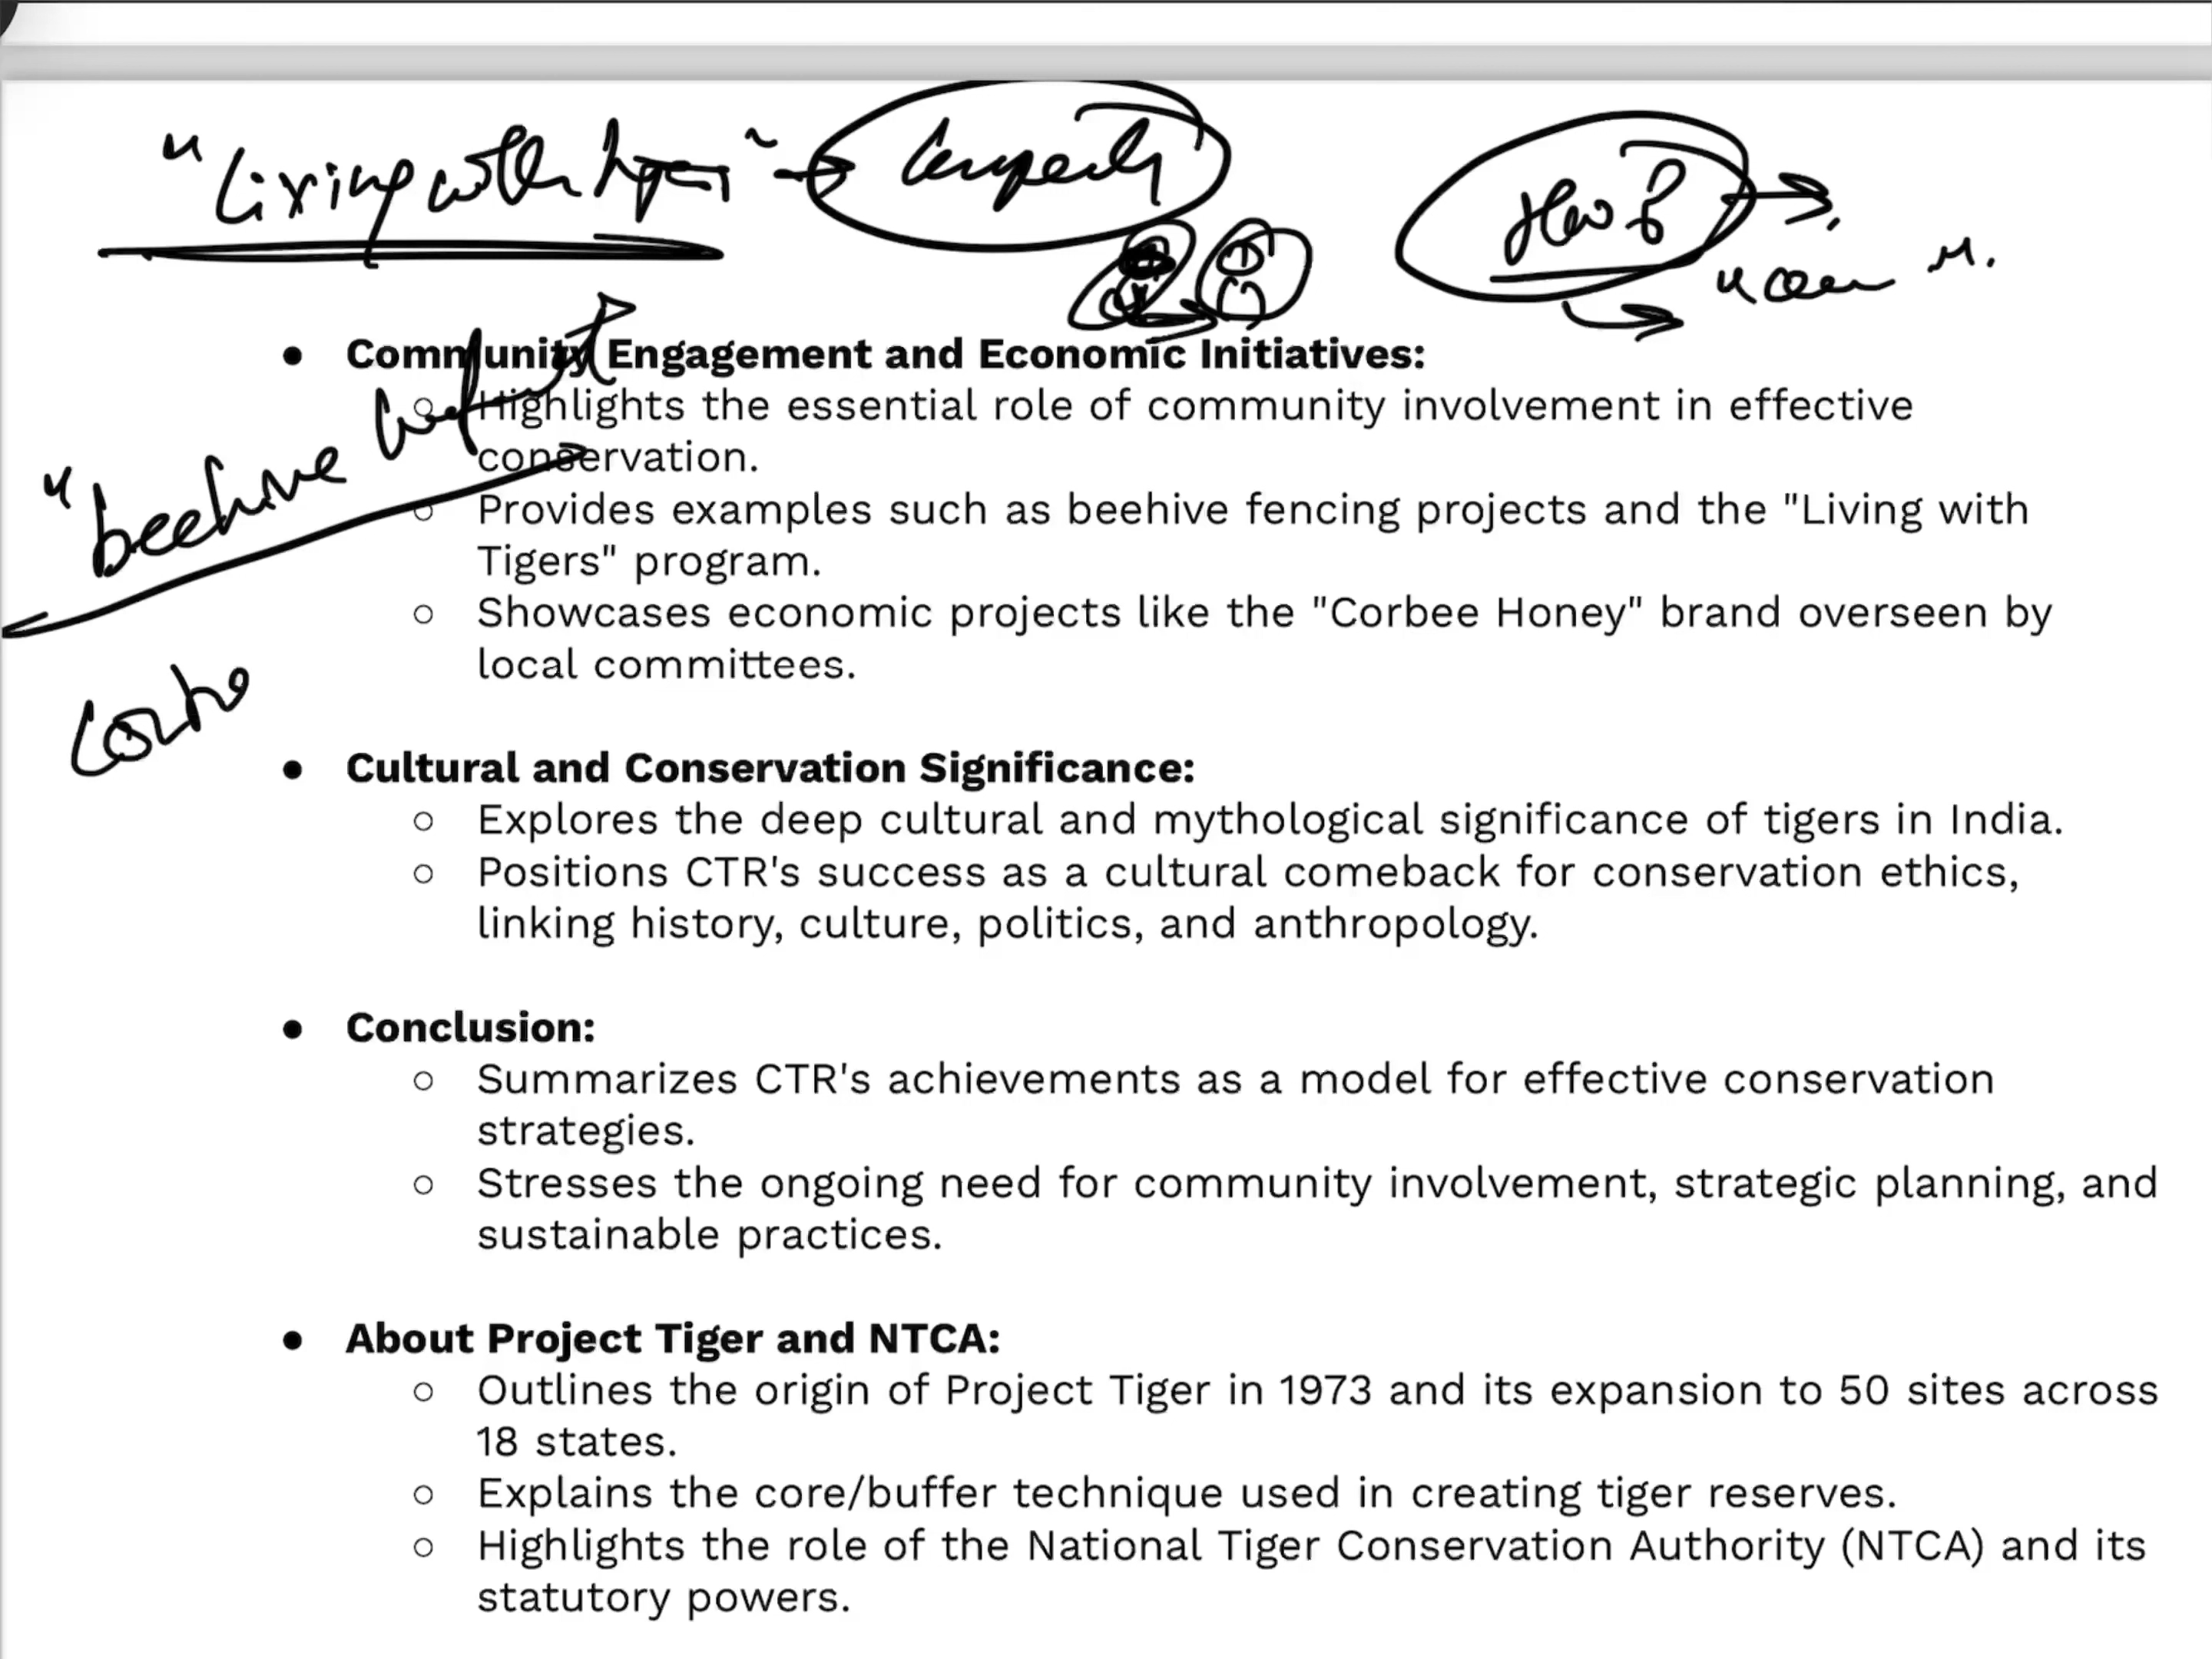 "Living with tigers" →
• Community Engagement and Economic Initiatives:
○ Highlights the essential role of community involvement in effective
conservation.
"beehive
○ Provides examples such as beehive fencing projects and the "Living with
Tigers" program.
○ Showcases economic projects like the "Corbee Honey" brand overseen by
local committees.
• Cultural and Conservation Significance:
○ Explores the deep cultural and mythological significance of tigers in India.
○ Positions CTR's success as a cultural comeback for conservation ethics,
linking history, culture, politics, and anthropology.
• Conclusion:
○ Summarizes CTR's achievements as a model for effective conservation
strategies.
○ Stresses the ongoing need for community involvement, strategic planning, and
sustainable practices.
• About Project Tiger and NTCA:
○ Outlines the origin of Project Tiger in 1973 and its expansion to 50 sites across
18 states.
○ Explains the core/buffer technique used in creating tiger reserves.
○ Highlights the role of the National Tiger Conservation Authority (NTCA) and its
statutory powers.